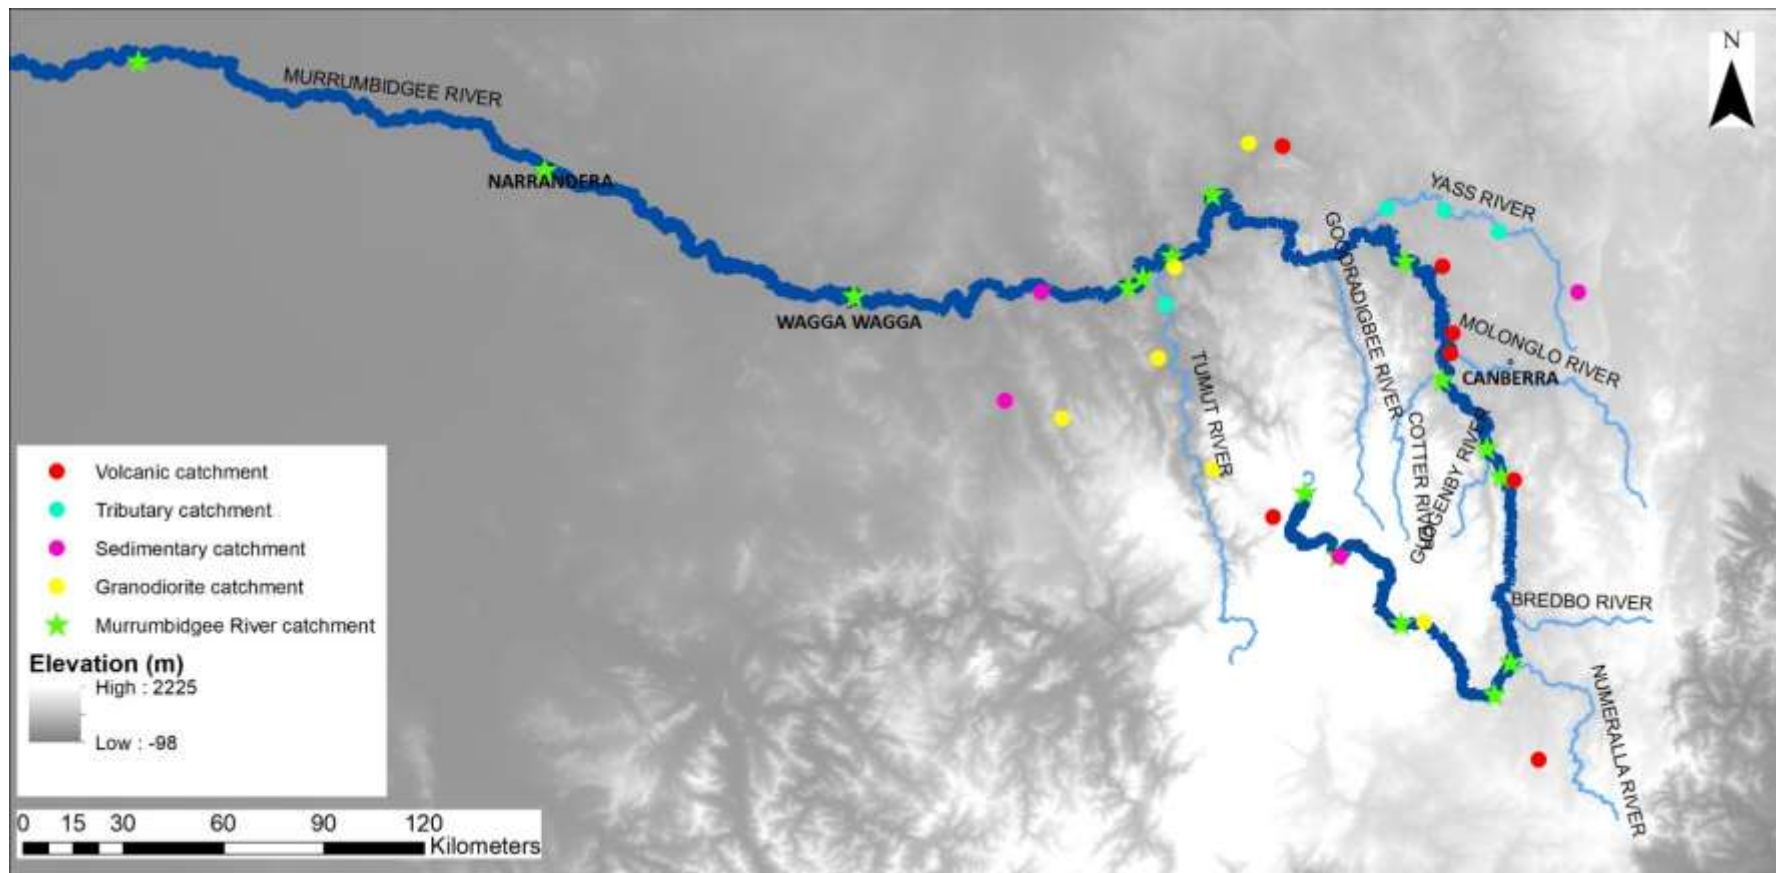 N
MURRUMBIDGEE RIVER
NARRANDERA
WAGGA WAGGA
YASS RIVER
GOODRADIGBEE RIVER
MOLONGLO RIVER
CANBERRA
TUMUT RIVER
COTTER RIVER
GUDGENBY RIVER
BREDBO RIVER
NUMERALLA RIVER
Volcanic catchment
Tributary catchment
Sedimentary catchment
Granodiorite catchment
Murrumbidgee River catchment
Elevation (m)
High : 2225
Low : -98
0 15 30 60 90 120
Kilometers